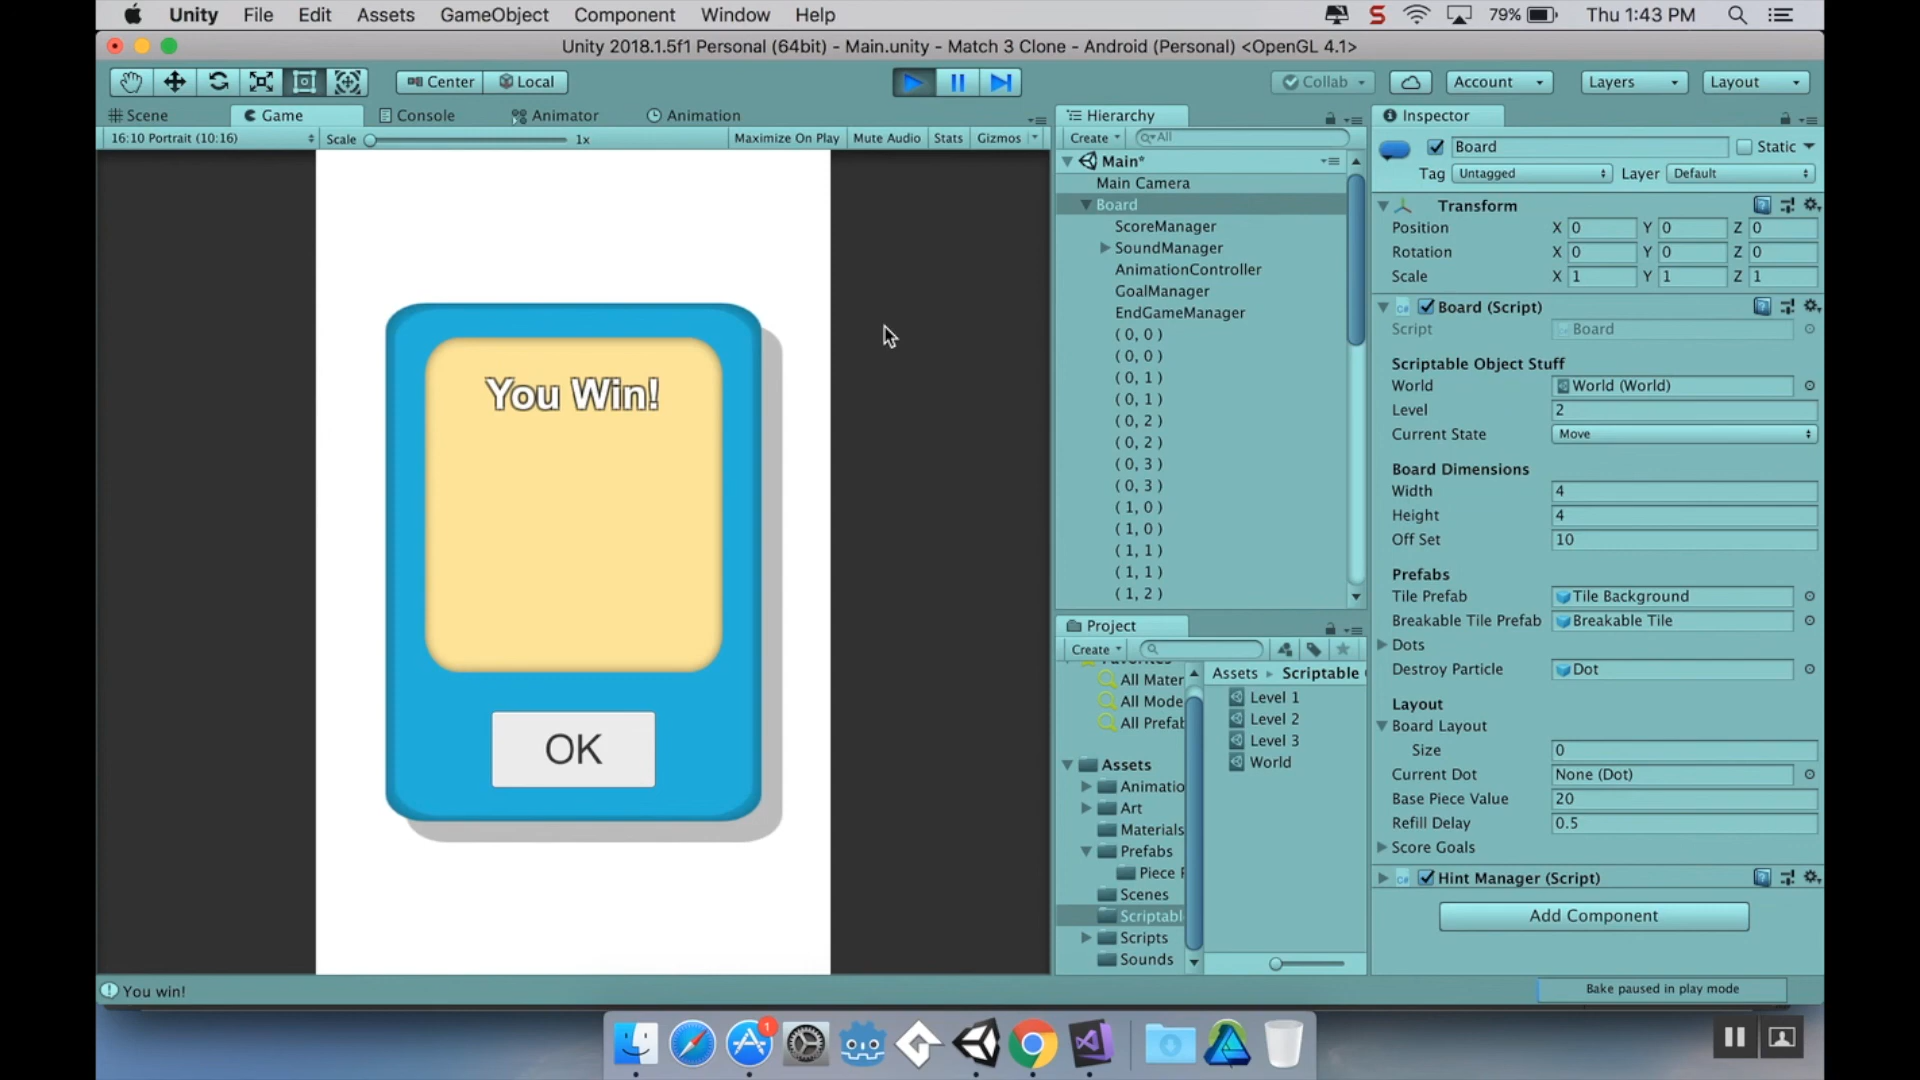 Unity File Edit Assets GameObject Component Window Help 79% Thu 1:43 PM
Unity 2018.1.5f1 Personal (64bit) - Main.unity - Match 3 Clone - Android (Personal) <OpenGL 4.1>
Center Local Collab Account Layers Layout
Scene Game Console Animator Animation
16:10 Portrait (10:16) Scale 1x Maximize On Play Mute Audio Stats Gizmos
You Win!
OK
Hierarchy
Create All
Main*
Main Camera
Board
ScoreManager
SoundManager
AnimationController
GoalManager
EndGameManager
( 0, 0 )
( 0, 0 )
( 0, 1 )
( 0, 1 )
( 0, 2 )
( 0, 2 )
( 0, 3 )
( 0, 3 )
( 1, 0 )
( 1, 0 )
( 1, 1 )
( 1, 1 )
( 1, 2 )
Project
Create
All Mater
All Mode
All Prefab
Assets
Animatio
Art
Materials
Prefabs
Piece
Scenes
Scriptabl
Scripts
Sounds
Assets Scriptable
Level 1
Level 2
Level 3
World
Inspector
Board Static
Tag Untagged Layer Default
Transform
Position X 0 Y 0 Z 0
Rotation X 0 Y 0 Z 0
Scale X 1 Y 1 Z 1
Board (Script)
Script Board
Scriptable Object Stuff
World World (World)
Level 2
Current State Move
Board Dimensions
Width 4
Height 4
Off Set 10
Prefabs
Tile Prefab Tile Background
Breakable Tile Prefab Breakable Tile
Dots
Destroy Particle Dot
Layout
Board Layout
Size 0
Current Dot None (Dot)
Base Piece Value 20
Refill Delay 0.5
Score Goals
Hint Manager (Script)
Add Component
You win!
Bake paused in play mode
1